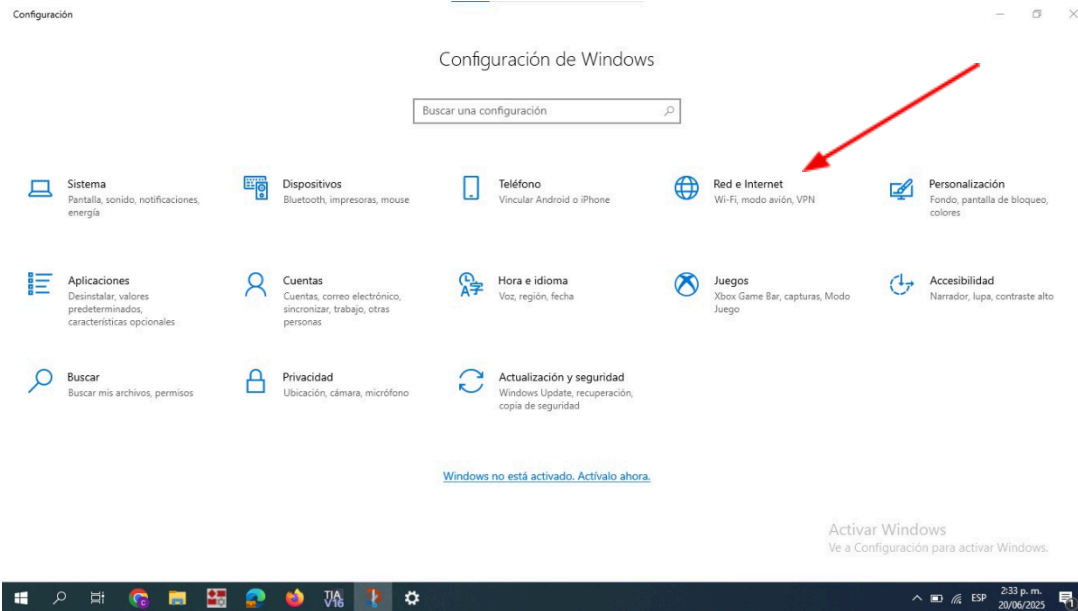 Configuración
Configuración de Windows
Buscar una configuración
Sistema
Pantalla, sonido, notificaciones,
energía
Dispositivos
Bluetooth, impresoras, mouse
Teléfono
Vincular Android o iPhone
Red e Internet
Wi-Fi, modo avión, VPN
Personalización
Fondo, pantalla de bloqueo,
colores
Aplicaciones
Desinstalar, valores
predeterminados,
características opcionales
Cuentas
Cuentas, correo electrónico,
sincronizar, trabajo, otras
personas
Hora e idioma
Voz, región, fecha
Juegos
Xbox Game Bar, capturas, Modo
Juego
Accesibilidad
Narrador, lupa, contraste alto
Buscar
Buscar mis archivos, permisos
Privacidad
Ubicación, cámara, micrófono
Actualización y seguridad
Windows Update, recuperación,
copia de seguridad
Windows no está activado. Actívalo ahora.
Activar Windows
Ve a Configuración para activar Windows.
TIA
V16
ESP
2:33 p. m.
20/06/2025